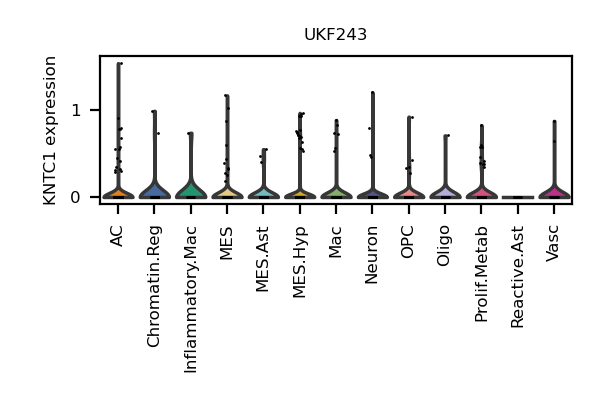 UKF243
KNTC1 expression
1
0
AC
Chromatin.Reg
Inflammatory.Mac
MES
MES.Ast
MES.Hyp
Mac
Neuron
OPC
Oligo
Prolif.Metab
Reactive.Ast
Vasc